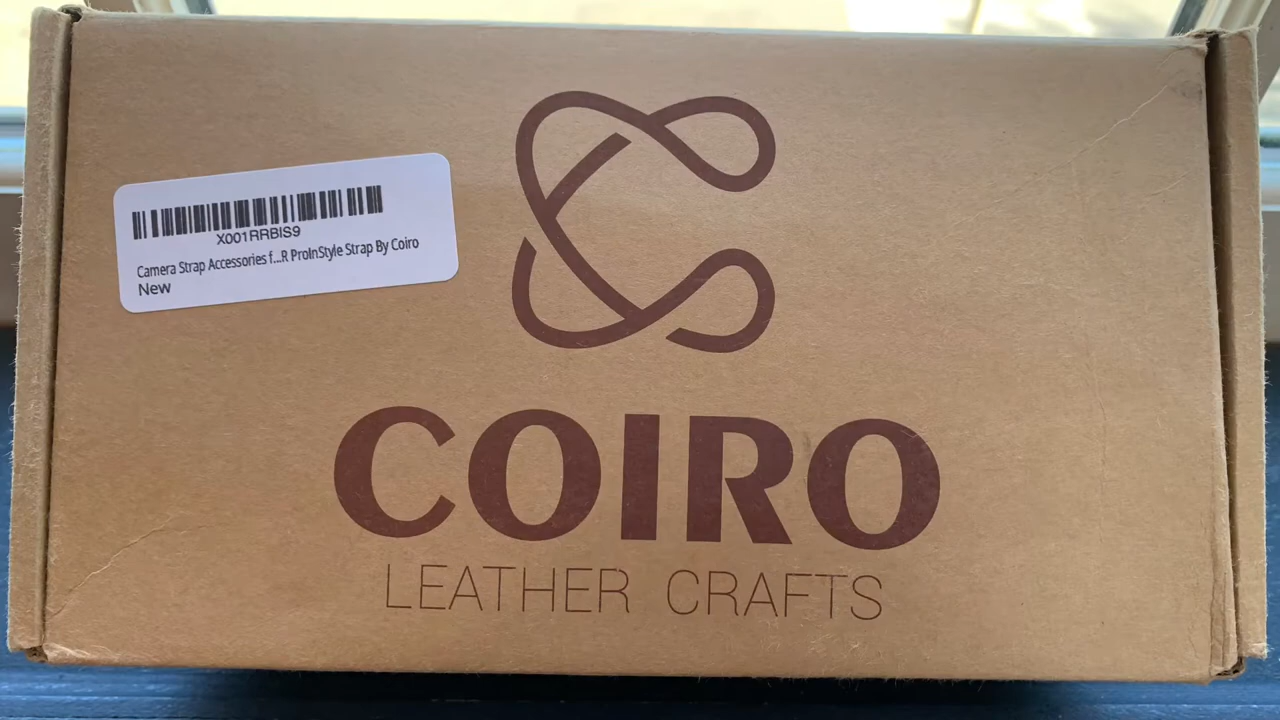 X001RRBIS9
Camera Strap Accessories f...R ProInStyle Strap By Coiro
New
COIRO
LEATHER CRAFTS